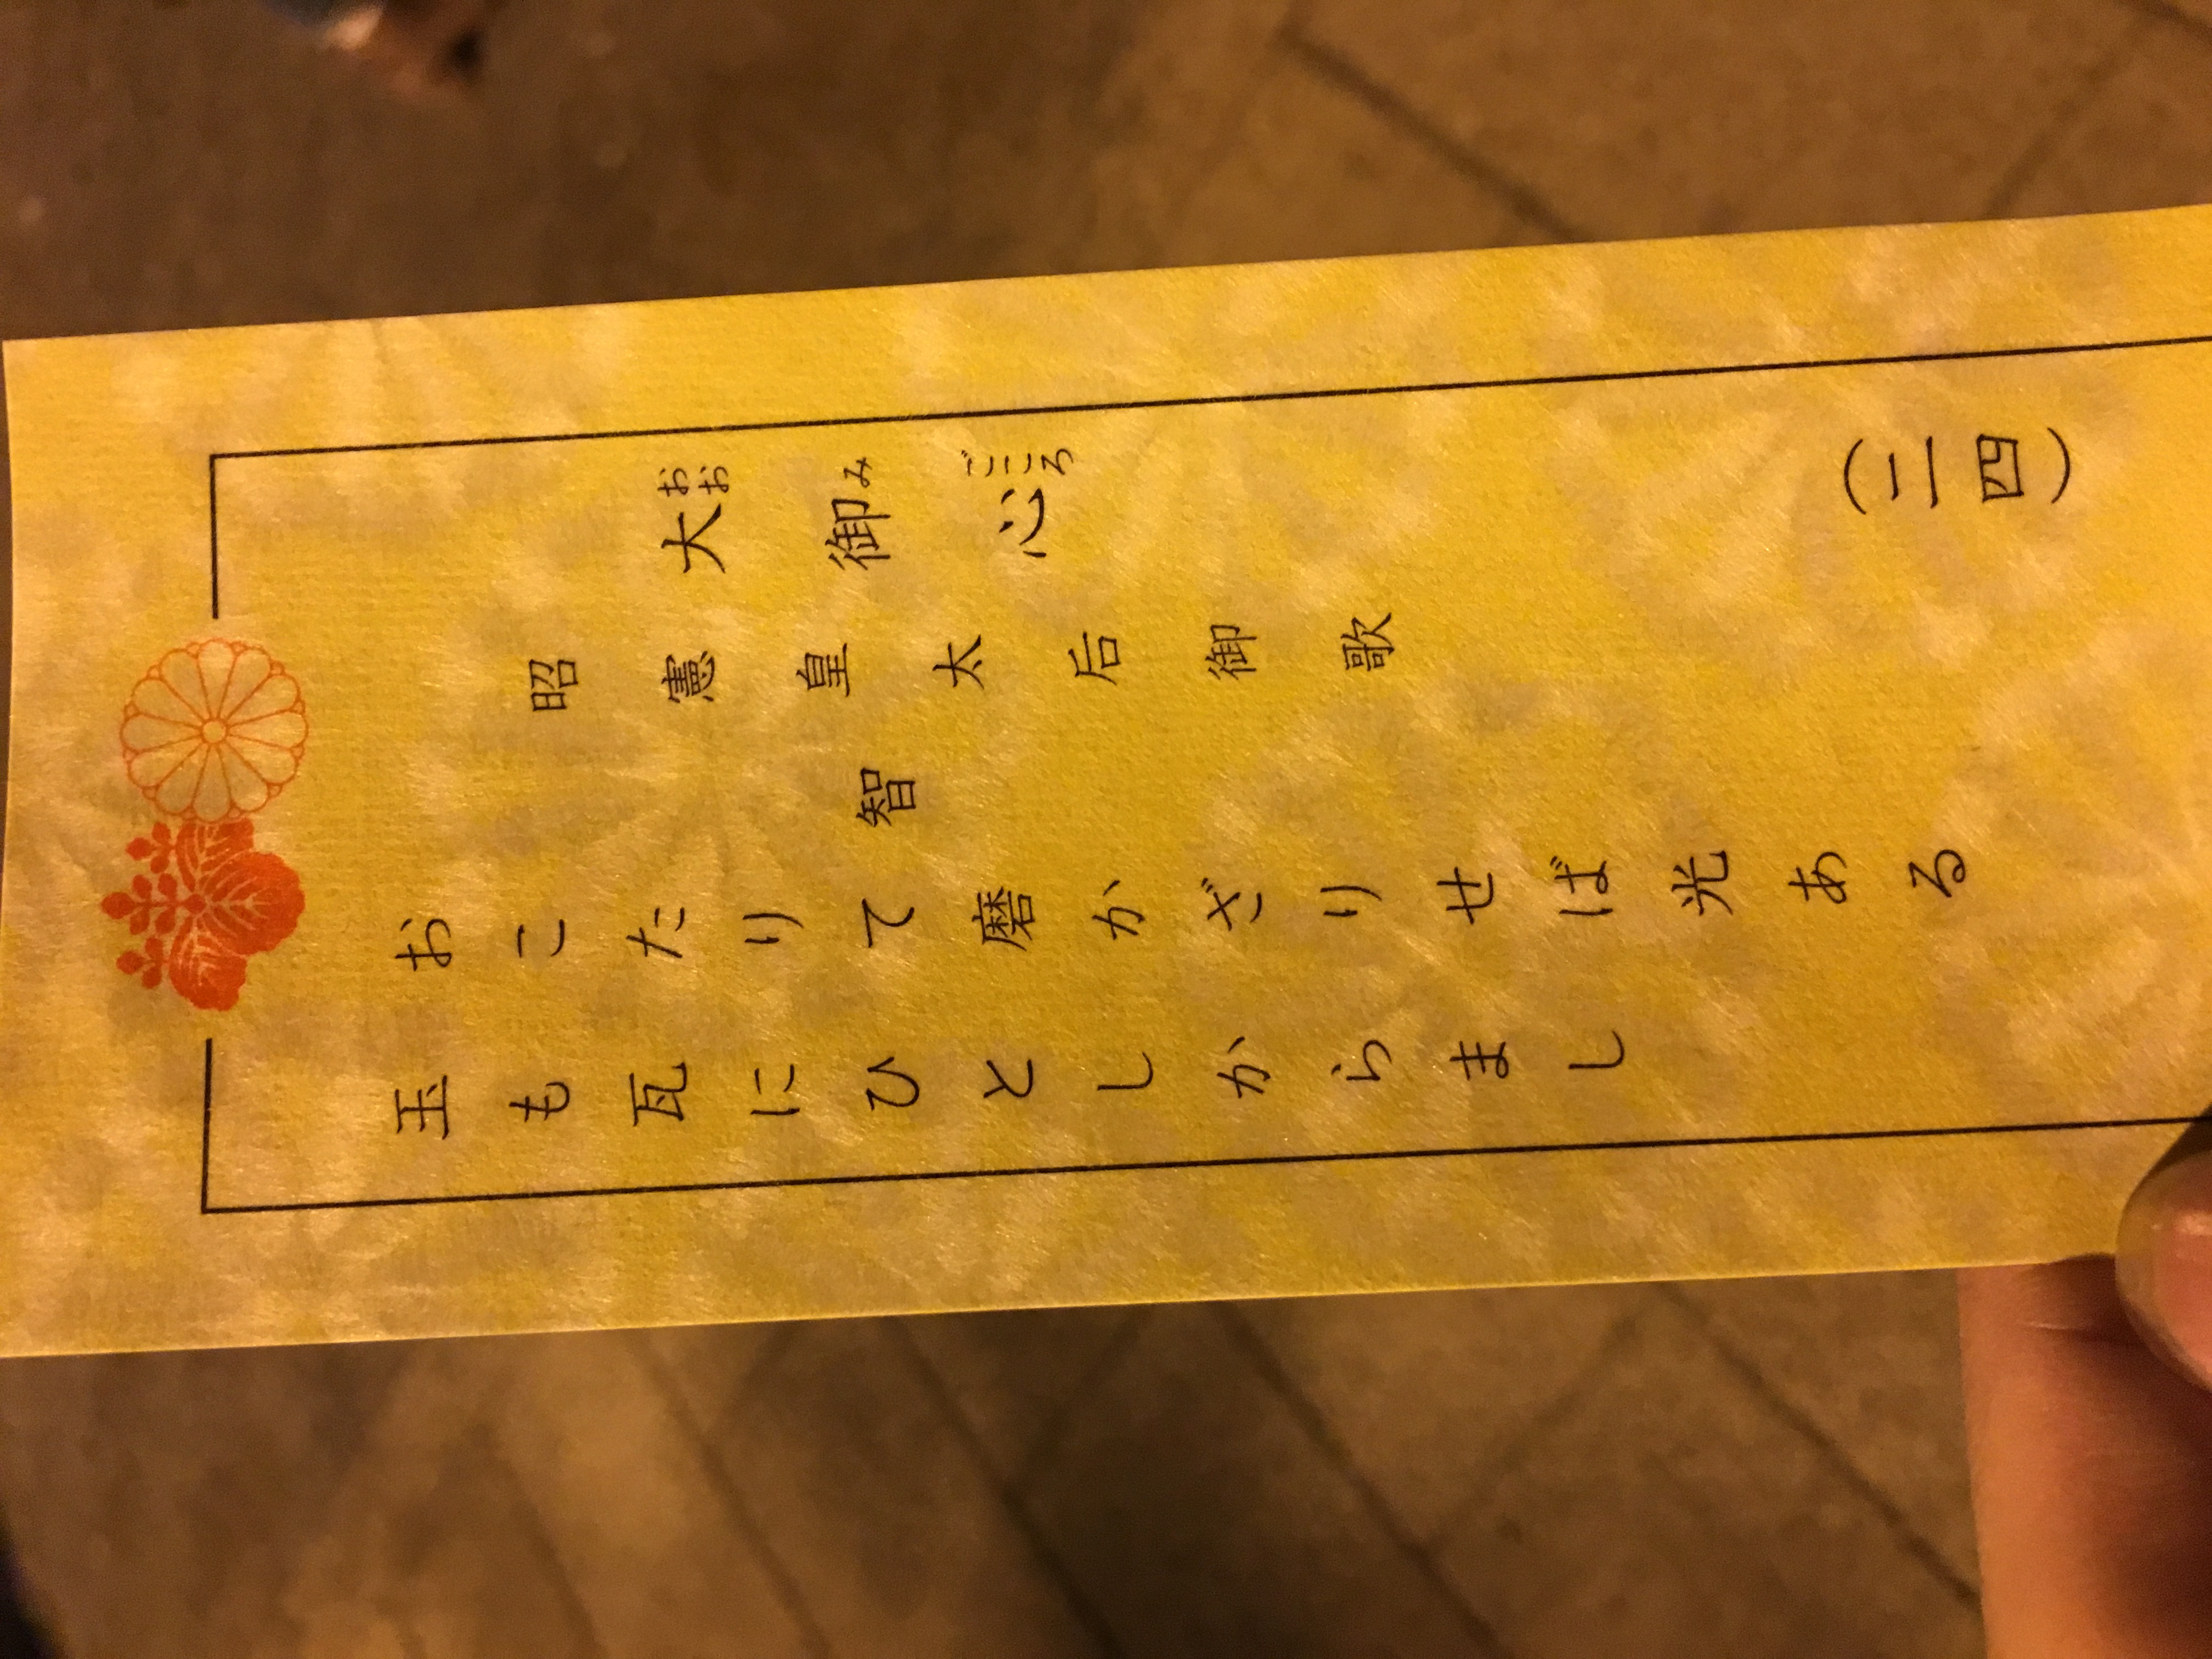 大御心
おおみごころ
(二四)
昭憲皇太后御歌
智
おこたりて磨かざりせば光ある
玉も瓦にひとしからまし